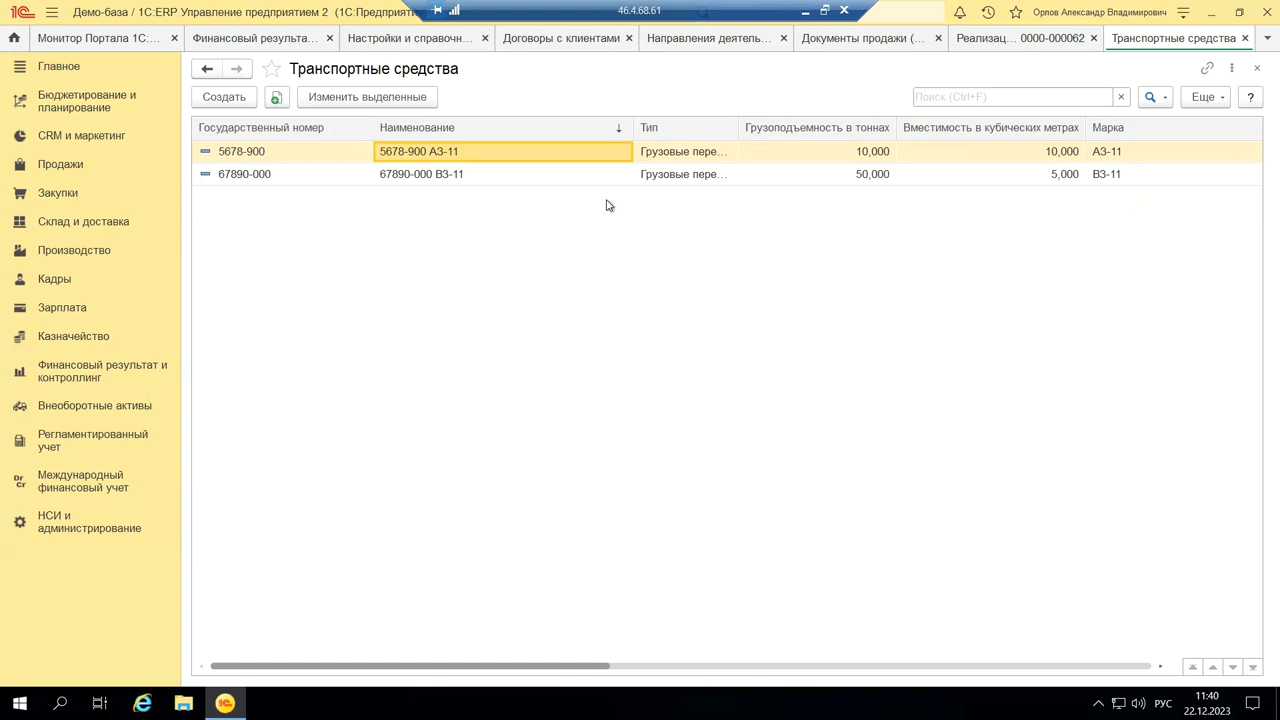 Демо-база / 1С:ERP Управление предприятием 2 (1С:Предприяти
46.4.68.61
Орлов Александр Владимирович
Монитор Портала 1С:... Финансовый результа... Настройки и справочн... Договоры с клиентами Направления деятель... Документы продажи (... Реализац... 0000-000062 Транспортные средства
Главное
Бюджетирование и
планирование
CRM и маркетинг
Продажи
Закупки
Склад и доставка
Производство
Кадры
Зарплата
Казначейство
Финансовый результат и
контроллинг
Внеоборотные активы
Регламентированный
учет
Международный
финансовый учет
НСИ и
администрирование
Транспортные средства
Создать Изменить выделенные Поиск (Ctrl+F) Еще ?
Государственный номер Наименование Тип Грузоподъемность в тоннах Вместимость в кубических метрах Марка
5678-900 5678-900 АЗ-11 Грузовые пере... 10,000 10,000 АЗ-11
67890-000 67890-000 ВЗ-11 Грузовые пере... 50,000 5,000 ВЗ-11
РУС
11:40
22.12.2023